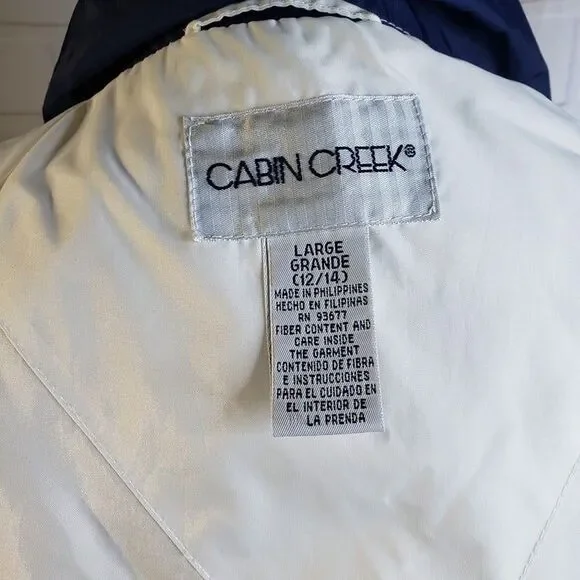 CABIN CREEK®
LARGE
GRANDE
(12/14)
MADE IN PHILIPPINES
HECHO EN FILIPINAS
RN 93677
FIBER CONTENT AND
CARE INSIDE
THE GARMENT
CONTENIDO DE FIBRA
E INSTRUCCIONES
PARA EL CUIDADO EN
EL INTERIOR DE
LA PRENDA